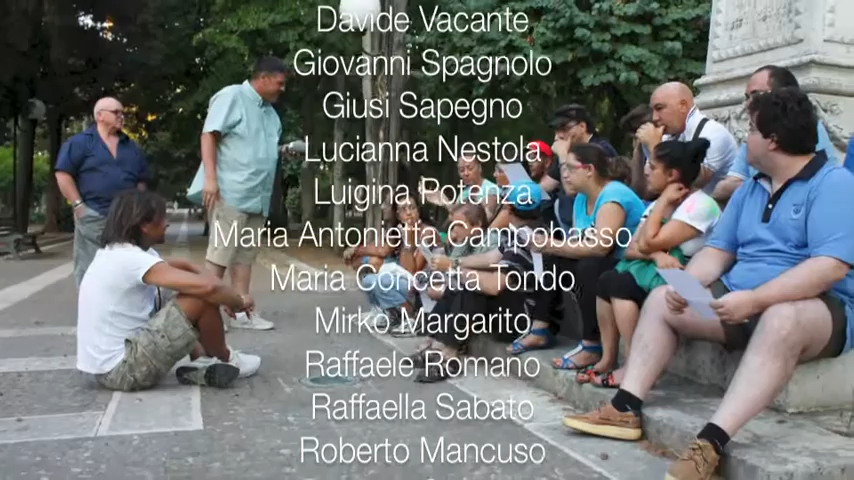 Davide Vacante
Giovanni Spagnolo
Giusi Sapegno
Lucianna Nestola
Luigina Potenza
Maria Antonietta Campobasso
Maria Concetta Tondo
Mirko Margarito
Raffaele Romano
Raffaella Sabato
Roberto Mancuso